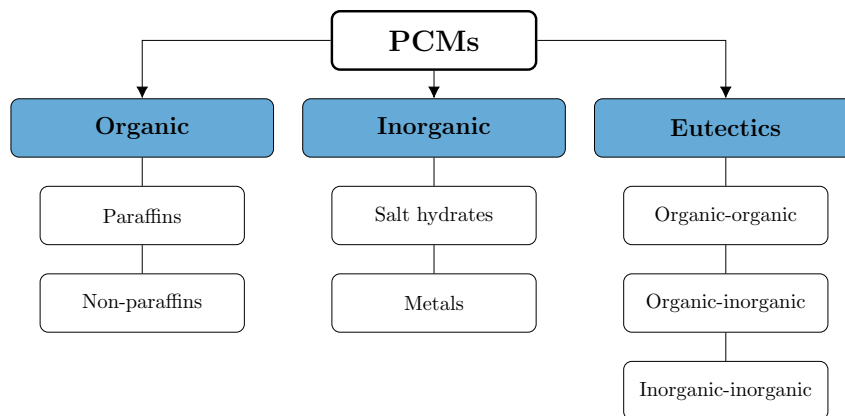 PCMs
Organic
Inorganic
Eutectics
Paraffins
Salt hydrates
Organic-organic
Non-paraffins
Metals
Organic-inorganic
Inorganic-inorganic